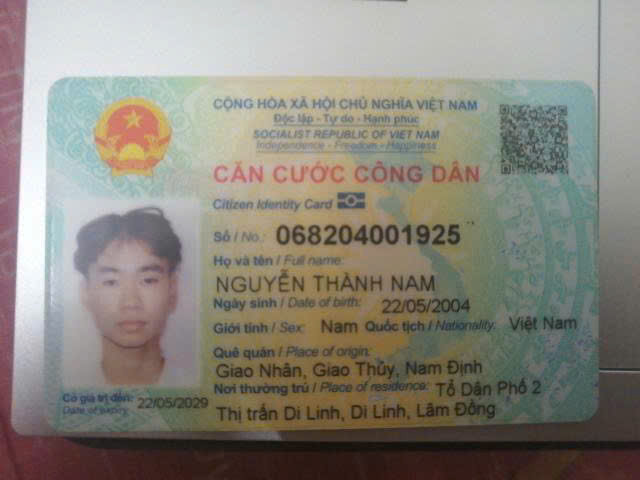 CỘNG HÒA XÃ HỘI CHỦ NGHĨA VIỆT NAM
Độc lập - Tự do - Hạnh phúc
SOCIALIST REPUBLIC OF VIET NAM
Independence - Freedom - Happiness
CĂN CƯỚC CÔNG DÂN
Citizen Identity Card
Số / No.: 068204001925
Họ và tên / Full name:
NGUYỄN THÀNH NAM
Ngày sinh / Date of birth: 22/05/2004
Giới tính / Sex: Nam Quốc tịch / Nationality: Việt Nam
Quê quán / Place of origin:
Giao Nhân, Giao Thủy, Nam Định
Nơi thường trú / Place of residence: Tổ Dân Phố 2
Thị trấn Di Linh, Di Linh, Lâm Đồng
Có giá trị đến: 22/05/2029
Date of expiry